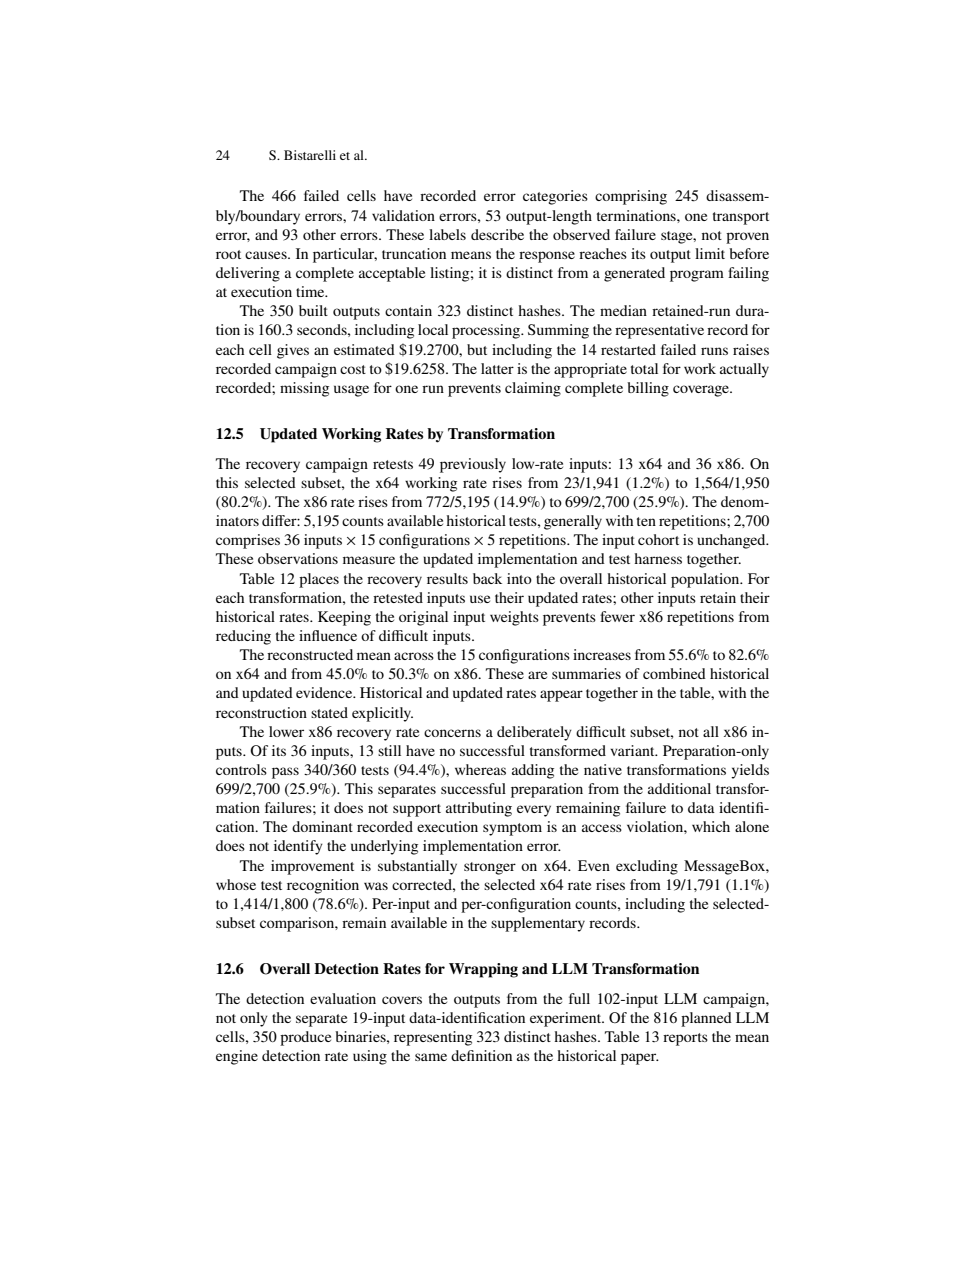 24 S. Bistarelli et al.
The 466 failed cells have recorded error categories comprising 245 disassem-
bly/boundary errors, 74 validation errors, 53 output-length terminations, one transport
error, and 93 other errors. These labels describe the observed failure stage, not proven
root causes. In particular, truncation means the response reaches its output limit before
delivering a complete acceptable listing; it is distinct from a generated program failing
at execution time.
The 350 built outputs contain 323 distinct hashes. The median retained-run dura-
tion is 160.3 seconds, including local processing. Summing the representative record for
each cell gives an estimated $19.2700, but including the 14 restarted failed runs raises
recorded campaign cost to $19.6258. The latter is the appropriate total for work actually
recorded; missing usage for one run prevents claiming complete billing coverage.
12.5 Updated Working Rates by Transformation
The recovery campaign retests 49 previously low-rate inputs: 13 x64 and 36 x86. On
this selected subset, the x64 working rate rises from 23/1,941 (1.2%) to 1,564/1,950
(80.2%). The x86 rate rises from 772/5,195 (14.9%) to 699/2,700 (25.9%). The denom-
inators differ: 5,195 counts available historical tests, generally with ten repetitions; 2,700
comprises 36 inputs × 15 configurations × 5 repetitions. The input cohort is unchanged.
These observations measure the updated implementation and test harness together.
Table 12 places the recovery results back into the overall historical population. For
each transformation, the retested inputs use their updated rates; other inputs retain their
historical rates. Keeping the original input weights prevents fewer x86 repetitions from
reducing the influence of difficult inputs.
The reconstructed mean across the 15 configurations increases from 55.6% to 82.6%
on x64 and from 45.0% to 50.3% on x86. These are summaries of combined historical
and updated evidence. Historical and updated rates appear together in the table, with the
reconstruction stated explicitly.
The lower x86 recovery rate concerns a deliberately difficult subset, not all x86 in-
puts. Of its 36 inputs, 13 still have no successful transformed variant. Preparation-only
controls pass 340/360 tests (94.4%), whereas adding the native transformations yields
699/2,700 (25.9%). This separates successful preparation from the additional transfor-
mation failures; it does not support attributing every remaining failure to data identifi-
cation. The dominant recorded execution symptom is an access violation, which alone
does not identify the underlying implementation error.
The improvement is substantially stronger on x64. Even excluding MessageBox,
whose test recognition was corrected, the selected x64 rate rises from 19/1,791 (1.1%)
to 1,414/1,800 (78.6%). Per-input and per-configuration counts, including the selected-
subset comparison, remain available in the supplementary records.
12.6 Overall Detection Rates for Wrapping and LLM Transformation
The detection evaluation covers the outputs from the full 102-input LLM campaign,
not only the separate 19-input data-identification experiment. Of the 816 planned LLM
cells, 350 produce binaries, representing 323 distinct hashes. Table 13 reports the mean
engine detection rate using the same definition as the historical paper.